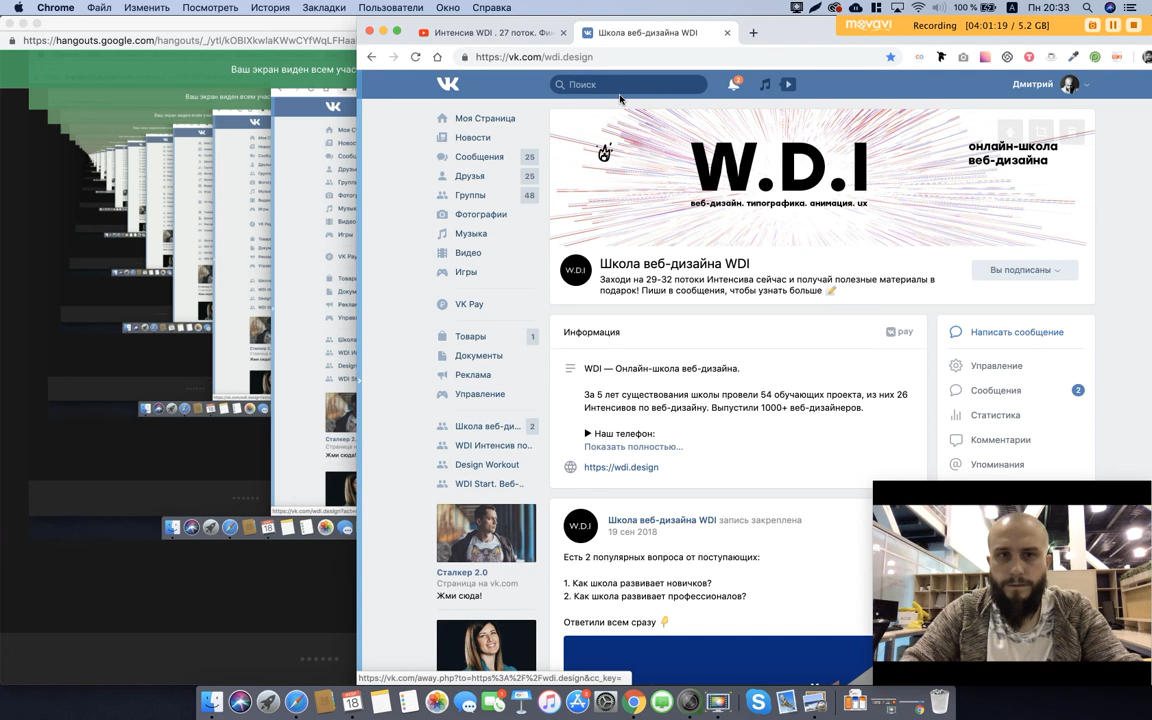 Chrome Файл Изменить Посмотреть История Закладки Пользователи Окно Справка
100 % Пн 20:33
movavi Recording [04:01:19 / 5.2 GB]
https://hangouts.google.com/hangouts/_/ytl/kOBIXkwlaKWwCYfWqLFHaa
Интенсив WDI . 27 поток. Фи
Школа веб-дизайна WDI
https://vk.com/wdi.design
Ваш экран виден всем учас
Поиск
2
Дмитрий
Моя Страница
Новости
Сообщения 25
Друзья 25
Группы 48
Фотографии
Музыка
Видео
Игры
VK Pay
Товары 1
Документы
Реклама
Управление
Школа веб-ди... 2
WDI Интенсив по..
Design Workout
WDI Start. Веб-..
Сталкер 2.0
Страница на vk.com
Жми сюда!
W.D.I
веб-дизайн. типографика. анимация. ux
онлайн-школа
веб-дизайна
W.D.I
Школа веб-дизайна WDI
Заходи на 29-32 потоки Интенсива сейчас и получай полезные материалы в
подарок! Пиши в сообщения, чтобы узнать больше
Вы подписаны
Информация
pay
WDI — Онлайн-школа веб-дизайна.
За 5 лет существования школы провели 54 обучающих проекта, из них 26
Интенсивов по веб-дизайну. Выпустили 1000+ веб-дизайнеров.
▶ Наш телефон:
Показать полностью...
https://wdi.design
Написать сообщение
Управление
Сообщения 2
Статистика
Комментарии
Упоминания
W.D.I
Школа веб-дизайна WDI запись закреплена
19 сен 2018
Есть 2 популярных вопроса от поступающих:
1. Как школа развивает новичков?
2. Как школа развивает профессионалов?
Ответили всем сразу
https://vk.com/away.php?to=https%3A%2F%2Fwdi.design&cc_key=